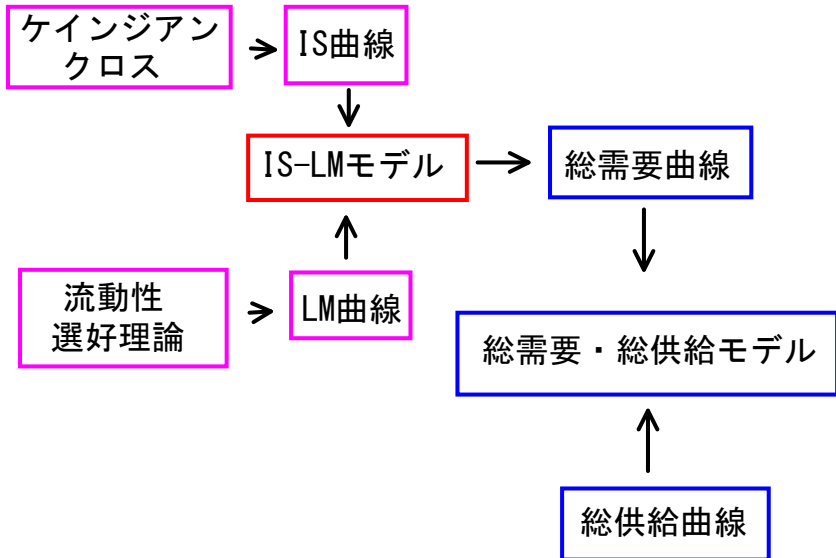 ケインジアン
クロス
IS曲線
IS-LMモデル
総需要曲線
流動性
選好理論
LM曲線
総需要・総供給モデル
総供給曲線